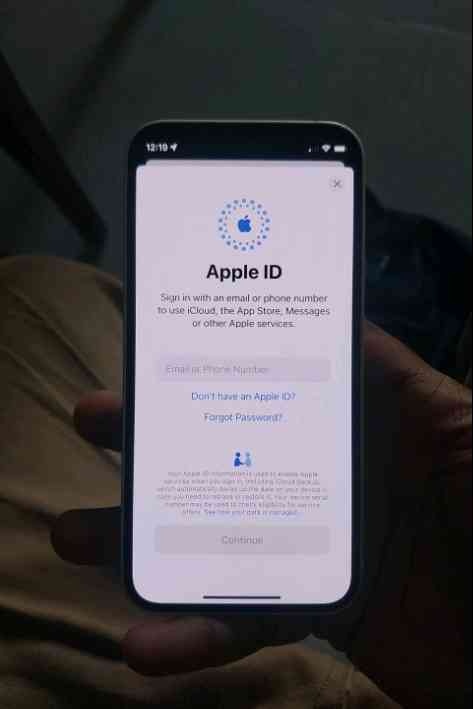 12:19
Apple ID
Sign in with an email or phone number
to use iCloud, the App Store, Messages
or other Apple services.
Email or Phone Number
Don't have an Apple ID?
Forgot Password?
Your Apple ID information is used to enable Apple
services when you sign in, including iCloud Backup,
which automatically backs up the data on your device in
case you need to replace or restore it. Your device serial
number may be used to check eligibility for service
offers. See how your data is managed.
Continue